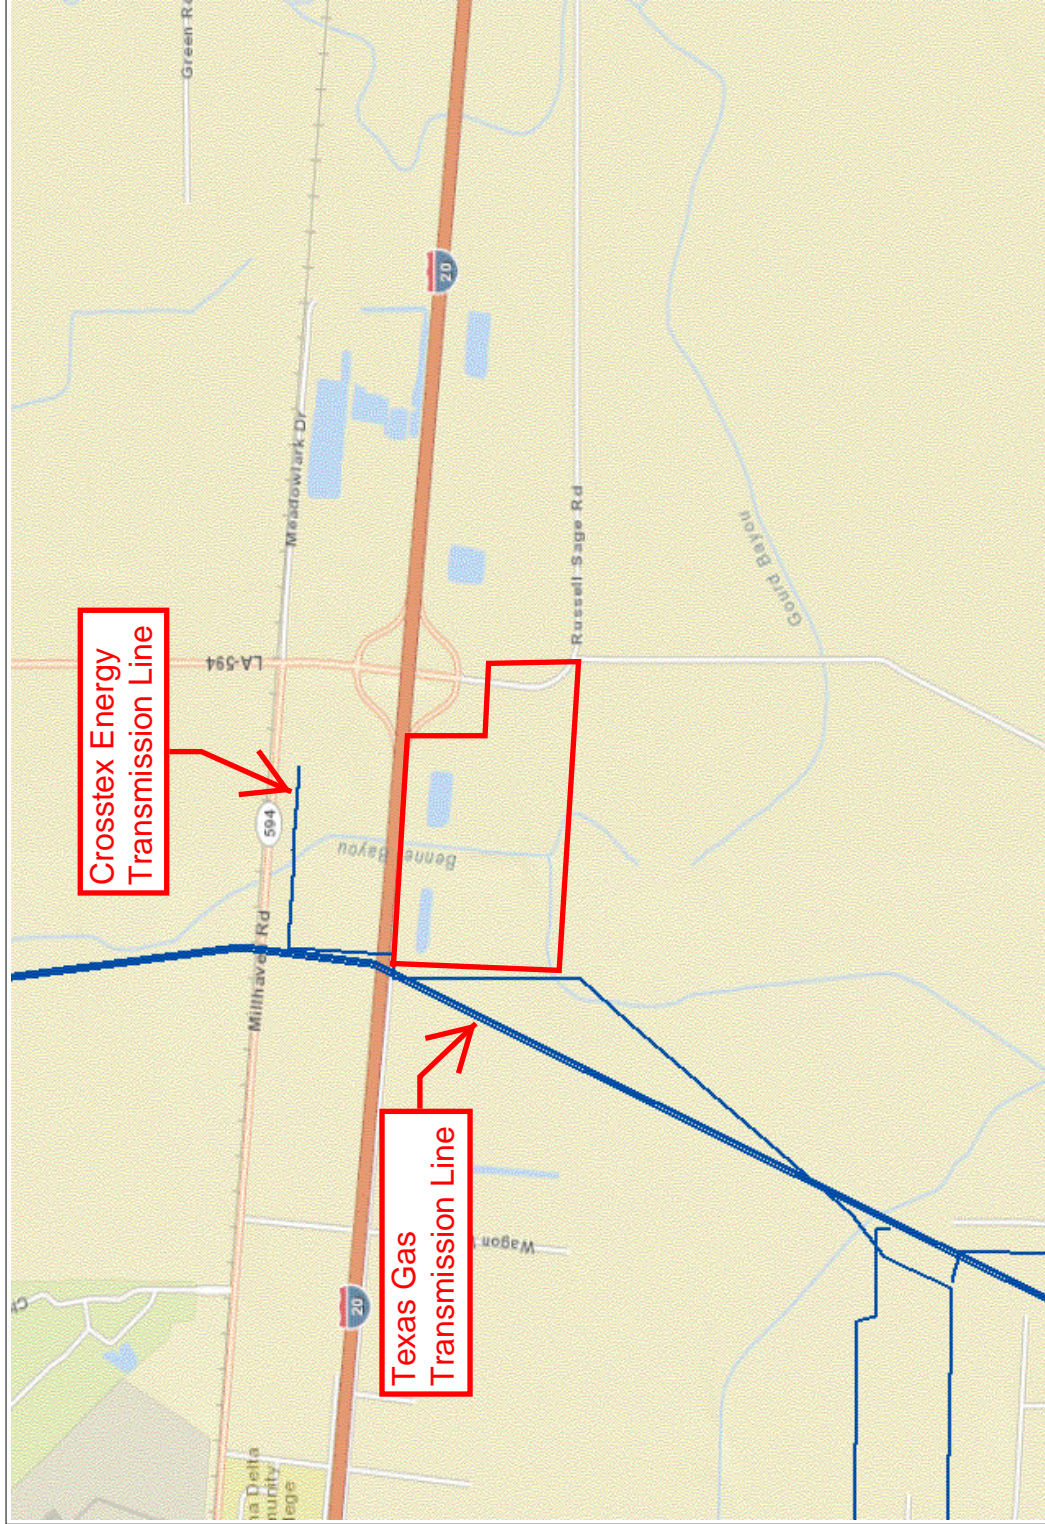 Green Rd
20
Meadowlark Dr
Russell Sage Rd
Gourd Bayou
LA-594
Crosstex Energy
Transmission Line
594
Bayou
Millhaven Rd
Texas Gas
Transmission Line
Wagon
20
Delta